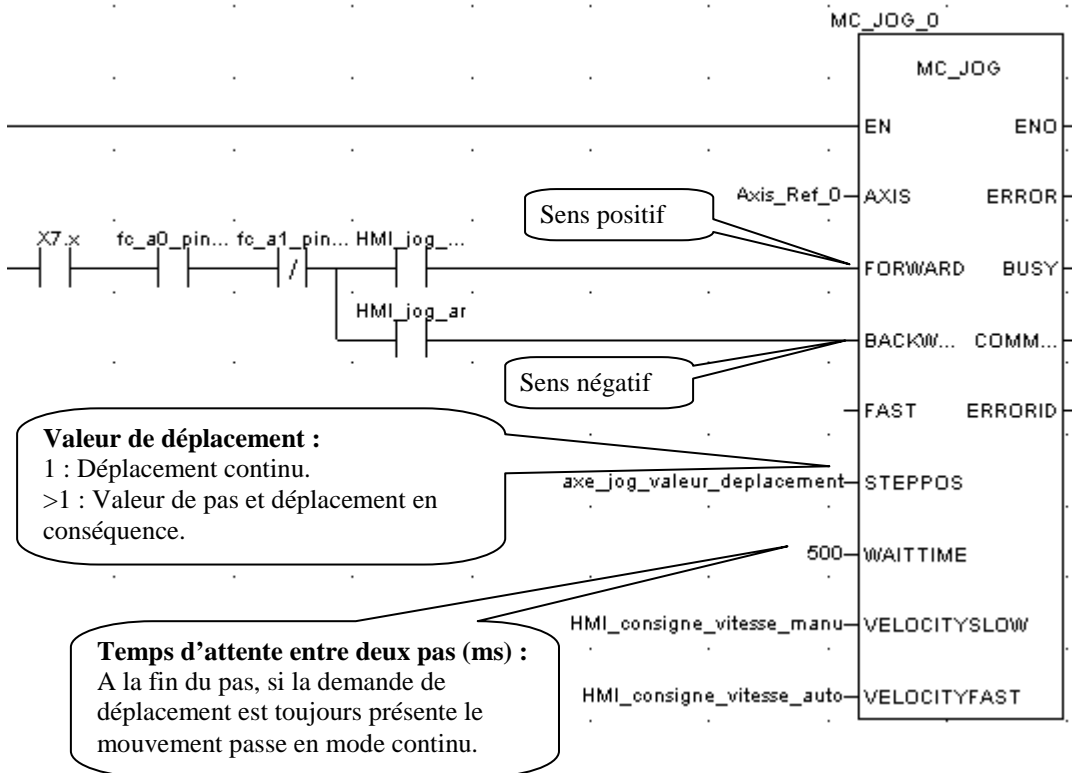 MC_JOG_0
MC_JOG
EN ENO
Axis_Ref_0 AXIS ERROR
Sens positif
X7.x fc_a0_pin... fc_a1_pin... HMI_jog_...
FORWARD BUSY
HMI_jog_ar
BACKW... COMM...
Sens négatif
FAST ERRORID
Valeur de déplacement :
1 : Déplacement continu.
>1 : Valeur de pas et déplacement en
conséquence.
axe_jog_valeur_deplacement STEPPOS
500 WAITTIME
HMI_consigne_vitesse_manu VELOCITYSLOW
Temps d’attente entre deux pas (ms) :
A la fin du pas, si la demande de
déplacement est toujours présente le
mouvement passe en mode continu.
HMI_consigne_vitesse_auto VELOCITYFAST